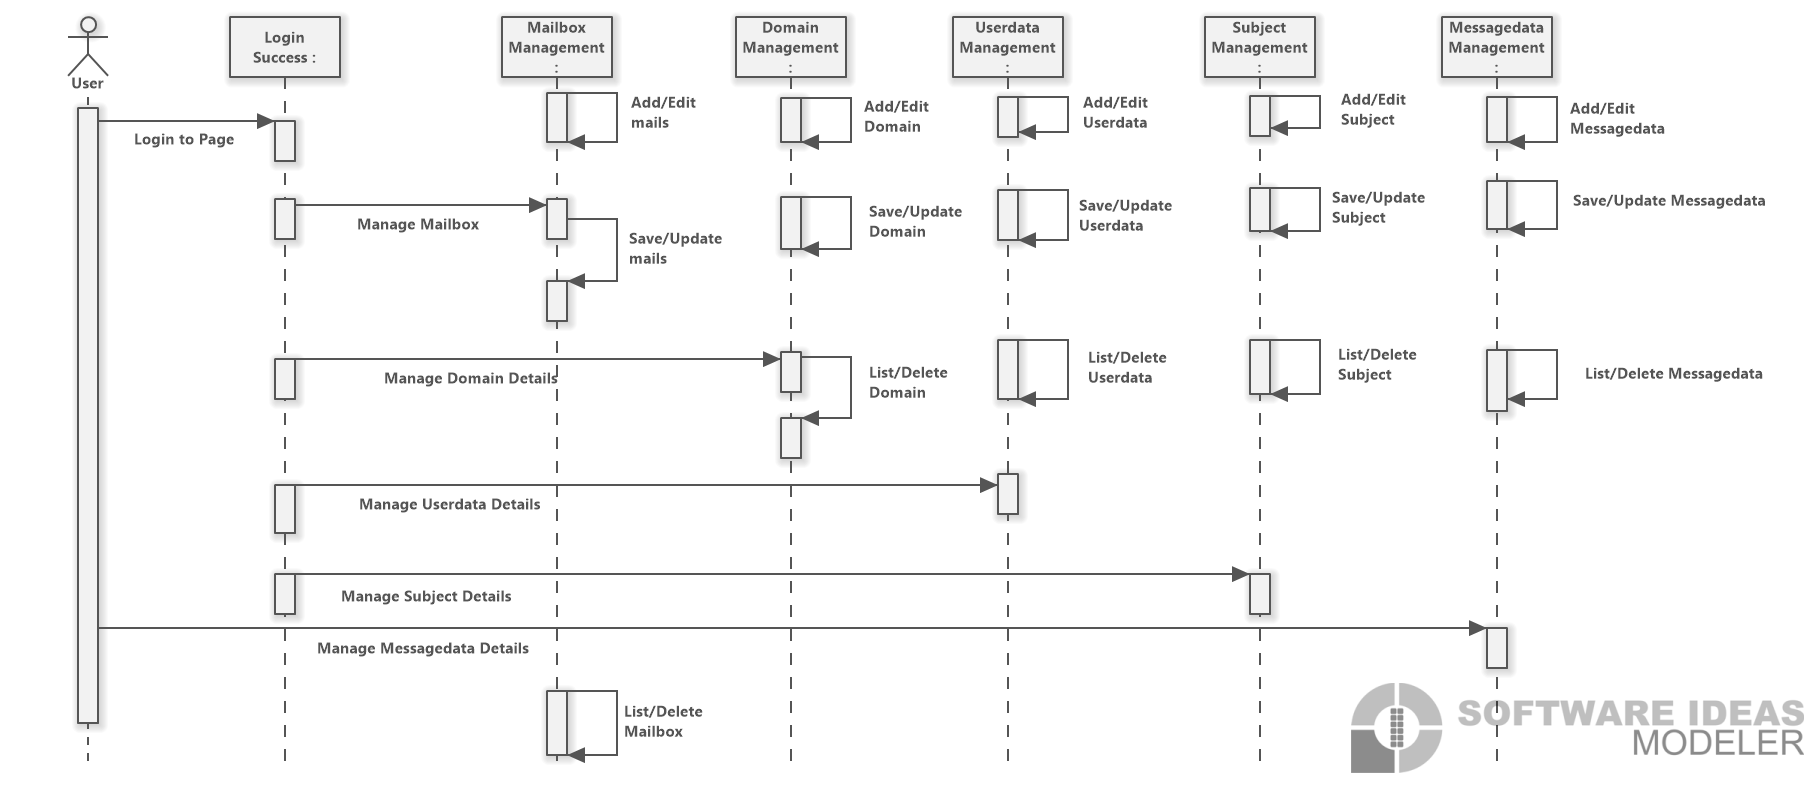 User
Login
Success :
Mailbox
Management
:
Domain
Management
:
Userdata
Management
:
Subject
Management
:
Messagedata
Management
:
Add/Edit
mails
Add/Edit
Domain
Add/Edit
Userdata
Add/Edit
Subject
Add/Edit
Messagedata
Login to Page
Manage Mailbox
Save/Update
mails
Save/Update
Domain
Save/Update
Userdata
Save/Update
Subject
Save/Update Messagedata
Manage Domain Details
List/Delete
Domain
List/Delete
Userdata
List/Delete
Subject
List/Delete Messagedata
Manage Userdata Details
Manage Subject Details
Manage Messagedata Details
List/Delete
Mailbox
SOFTWARE IDEAS
MODELER